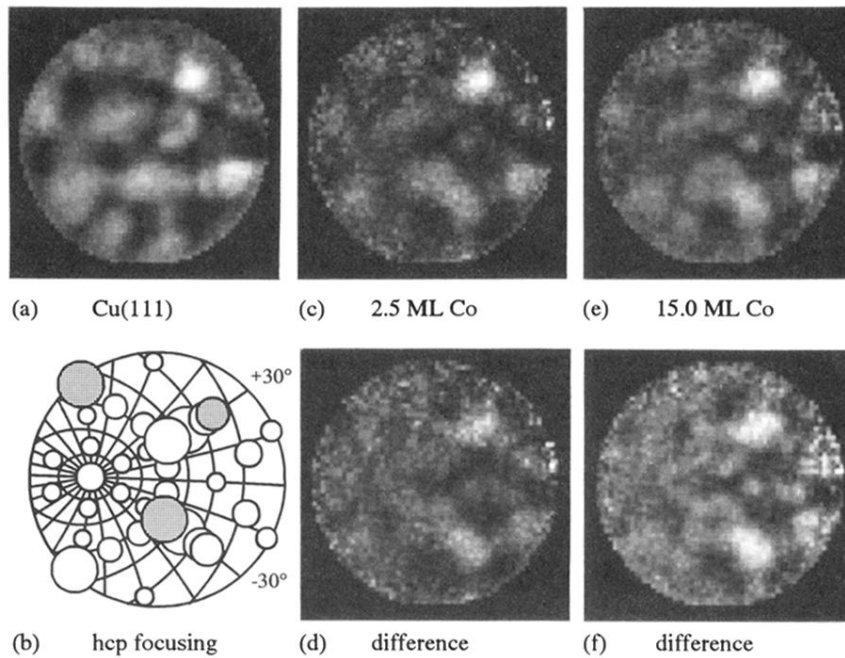 (a) Cu(111)
(c) 2.5 ML Co
(e) 15.0 ML Co
+30°
-30°
(b) hcp focusing
(d) difference
(f) difference